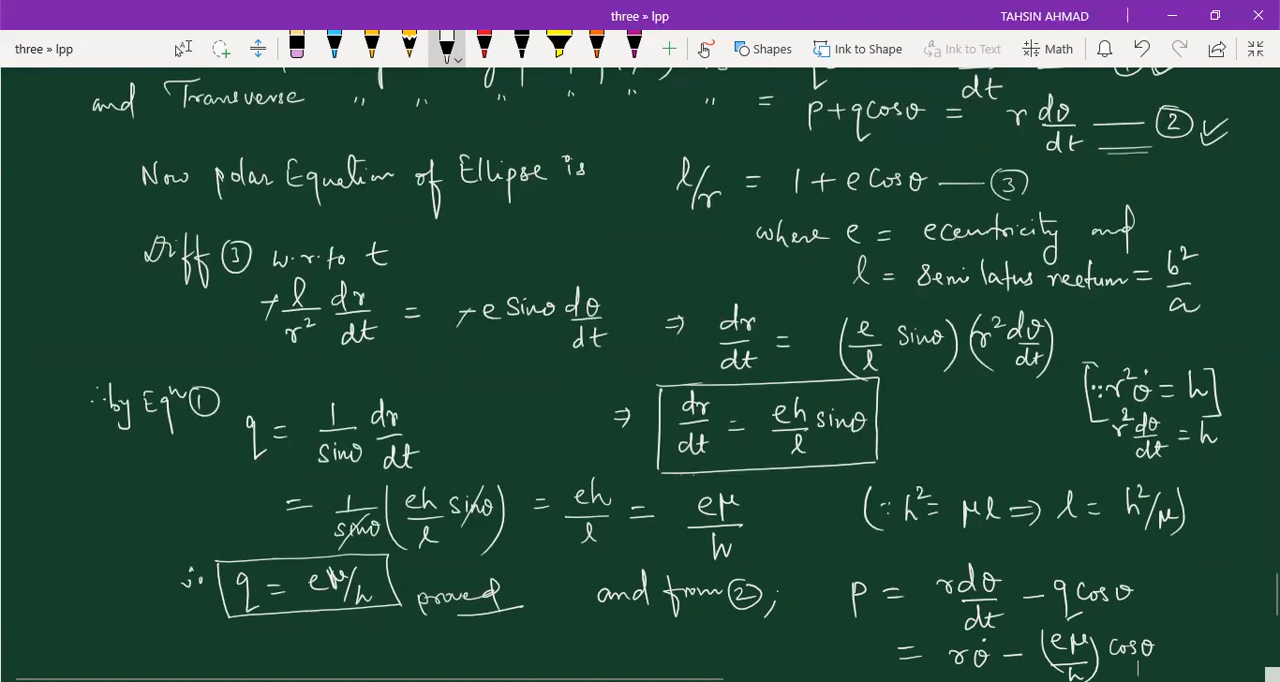 three » lpp
TAHSIN AHMAD
three » lpp
Shapes
Ink to Shape
Ink to Text
Math
dt
and Transverse " " " " " " = p + q cosθ = r dθ/dt —— ② ✓
Now polar Equation of Ellipse is l/r = 1 + e cosθ —— ③
where e = ecentricity and
l = semi latus rectum = b²/a
Diff ③ w.r.to t
-l/r² dr/dt = -e sinθ dθ/dt ⇒ dr/dt = (e/l sinθ)(r² dθ/dt)
[∵ r²θ̇ = h]
r² dθ/dt = h
∴ by Eqⁿ ① q = 1/sinθ dr/dt ⇒ dr/dt = eh/l sinθ
= 1/sinθ (eh/l sinθ) = eh/l = eμ/h (∵ h² = μl ⇒ l = h²/μ)
∴ q = eμ/h proved and from ②; p = r dθ/dt - q cosθ
= rθ̇ - (eμ/h) cosθ